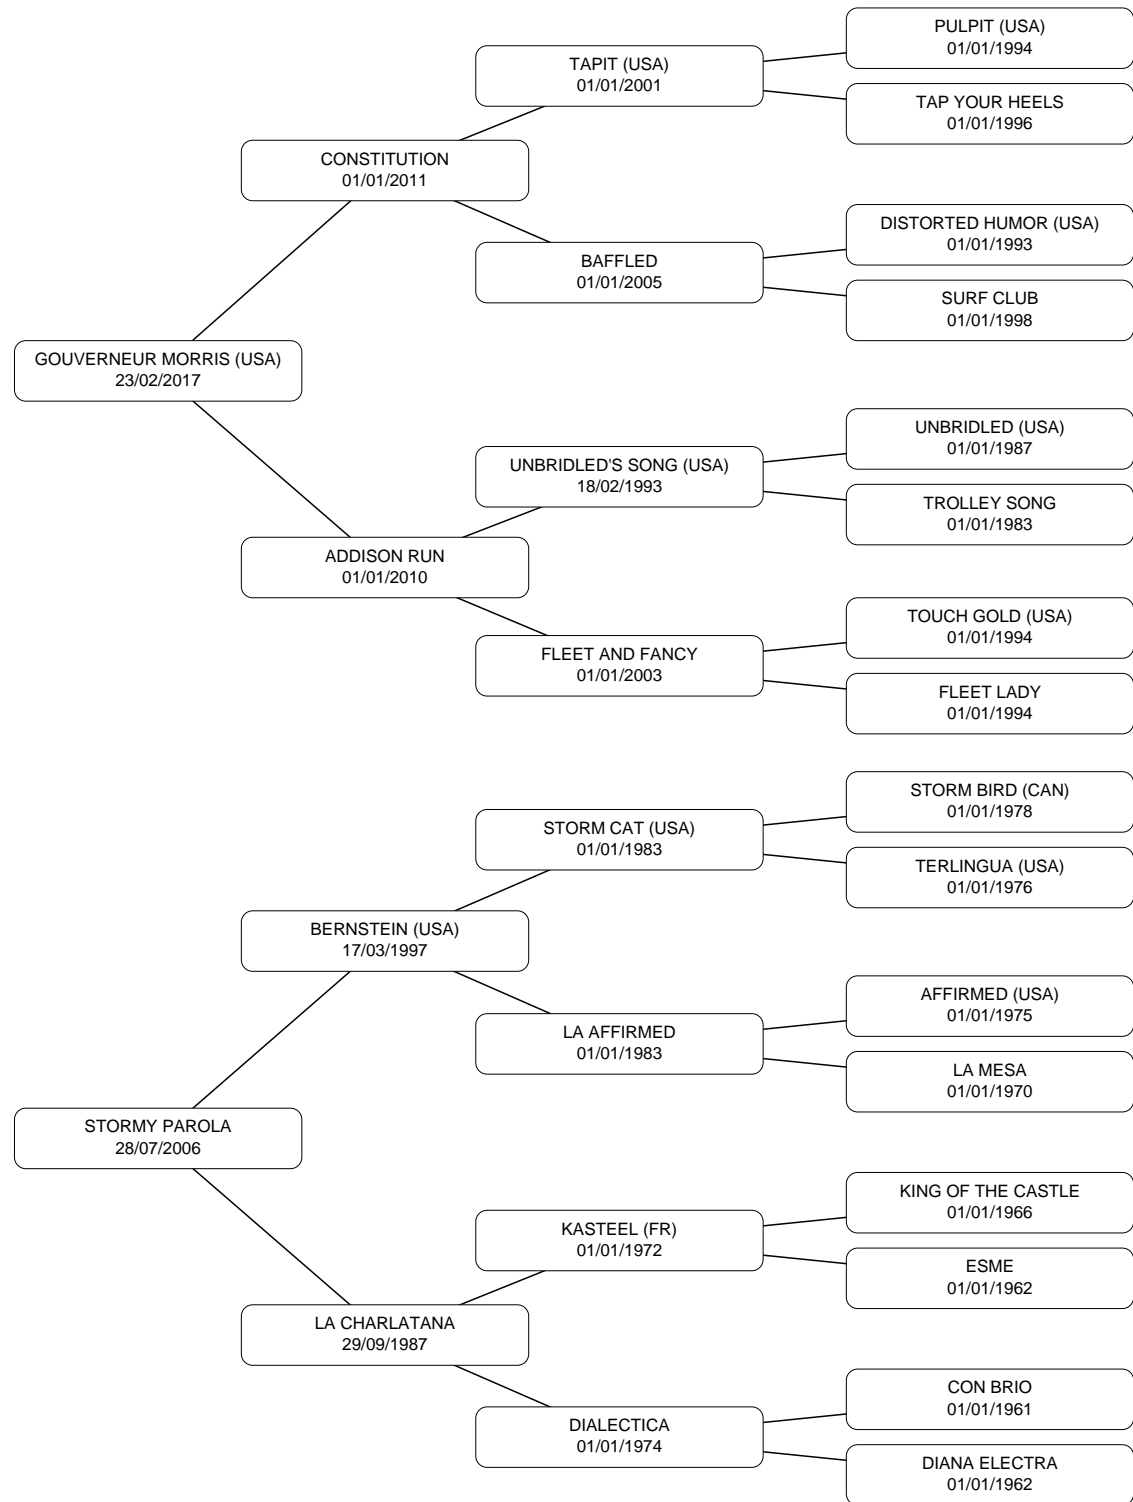 PULPIT (USA)
01/01/1994
TAPIT (USA)
01/01/2001
TAP YOUR HEELS
01/01/1996
CONSTITUTION
01/01/2011
DISTORTED HUMOR (USA)
01/01/1993
BAFFLED
01/01/2005
SURF CLUB
01/01/1998
GOUVERNEUR MORRIS (USA)
23/02/2017
UNBRIDLED (USA)
01/01/1987
UNBRIDLED'S SONG (USA)
18/02/1993
TROLLEY SONG
01/01/1983
ADDISON RUN
01/01/2010
TOUCH GOLD (USA)
01/01/1994
FLEET AND FANCY
01/01/2003
FLEET LADY
01/01/1994
STORM BIRD (CAN)
01/01/1978
STORM CAT (USA)
01/01/1983
TERLINGUA (USA)
01/01/1976
BERNSTEIN (USA)
17/03/1997
AFFIRMED (USA)
01/01/1975
LA AFFIRMED
01/01/1983
LA MESA
01/01/1970
STORMY PAROLA
28/07/2006
KING OF THE CASTLE
01/01/1966
KASTEEL (FR)
01/01/1972
ESME
01/01/1962
LA CHARLATANA
29/09/1987
CON BRIO
01/01/1961
DIALECTICA
01/01/1974
DIANA ELECTRA
01/01/1962